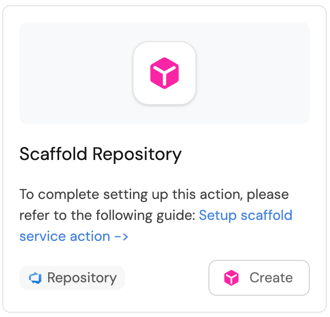 Scaffold Repository
To complete setting up this action, please
refer to the following guide: Setup scaffold
service action ->
Repository
Create